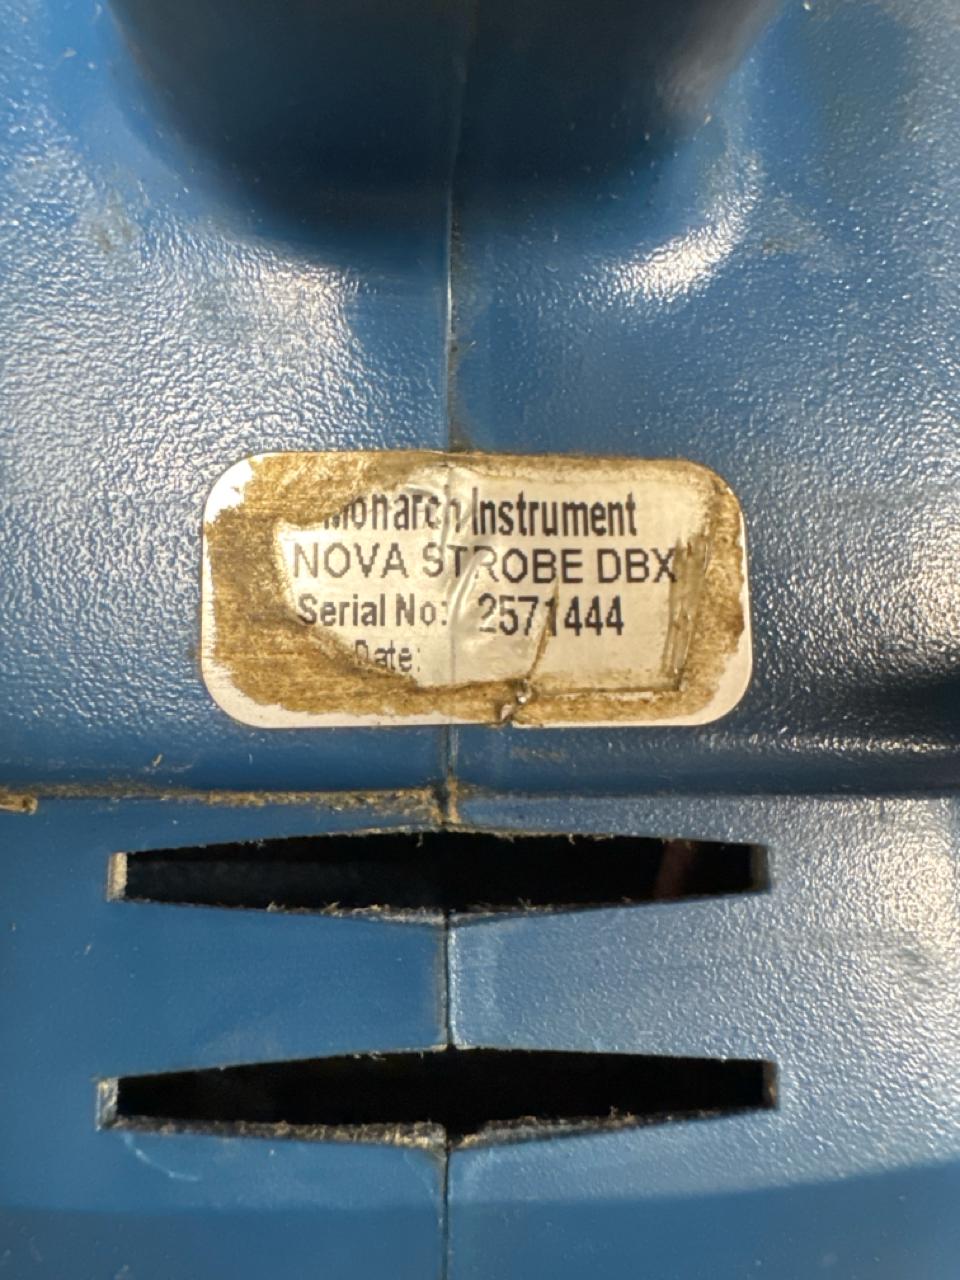 Monarch Instrument
NOVA STROBE DBX
Serial No: 2571444
Date: